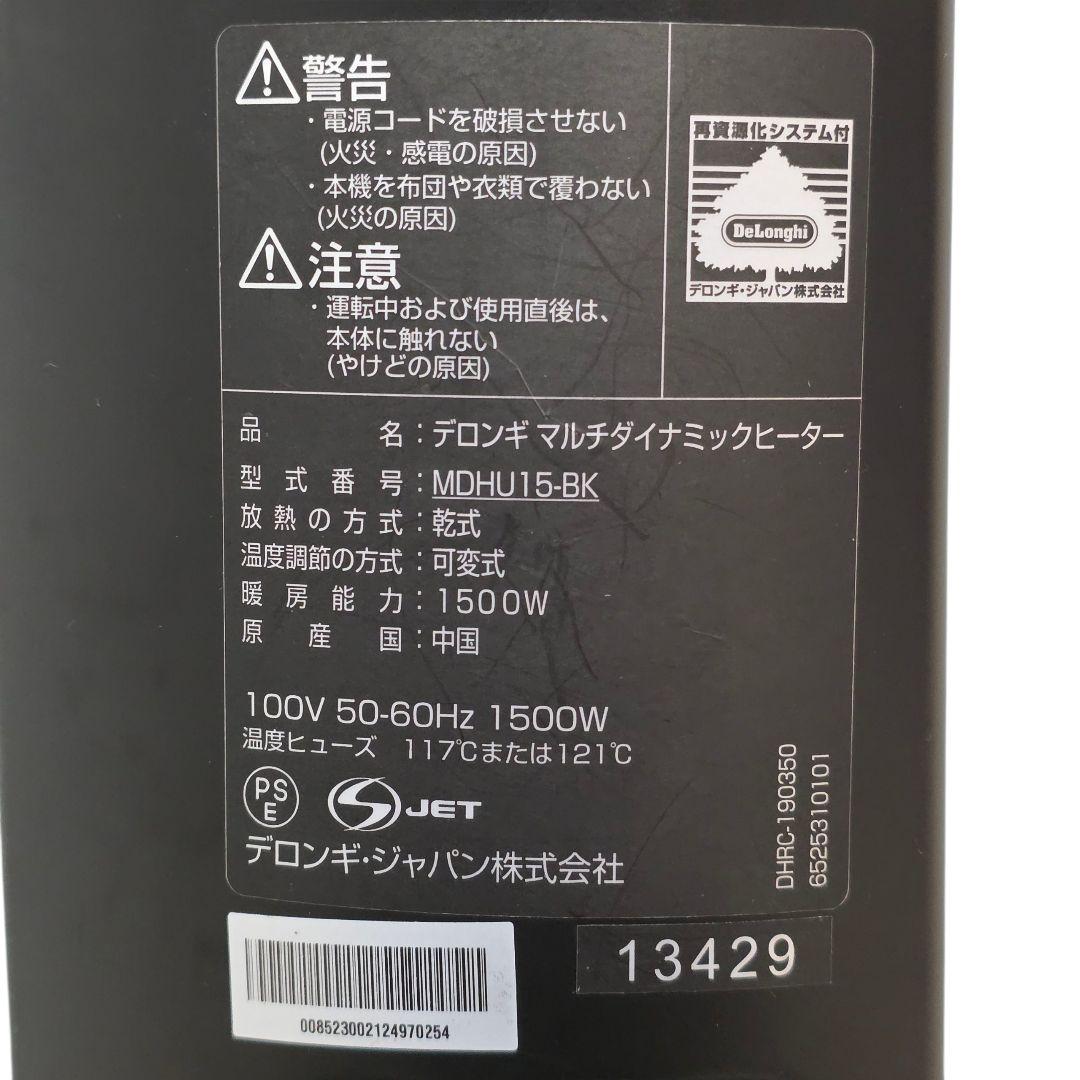 警告
・電源コードを破損させない
(火災・感電の原因)
・本機を布団や衣類で覆わない
(火災の原因)
注意
・運転中および使用直後は、
本体に触れない
(やけどの原因)
再資源化システム付
DeLonghi
デロンギ・ジャパン株式会社
品名：デロンギ マルチダイナミックヒーター
型式番号：MDHU15-BK
放熱の方式：乾式
温度調節の方式：可変式
暖房能力：1500W
原産国：中国
100V 50-60Hz 1500W
温度ヒューズ 117℃または121℃
PS
E
S JET
デロンギ・ジャパン株式会社
DHRC-190350
6525310101
008523002124970254
13429